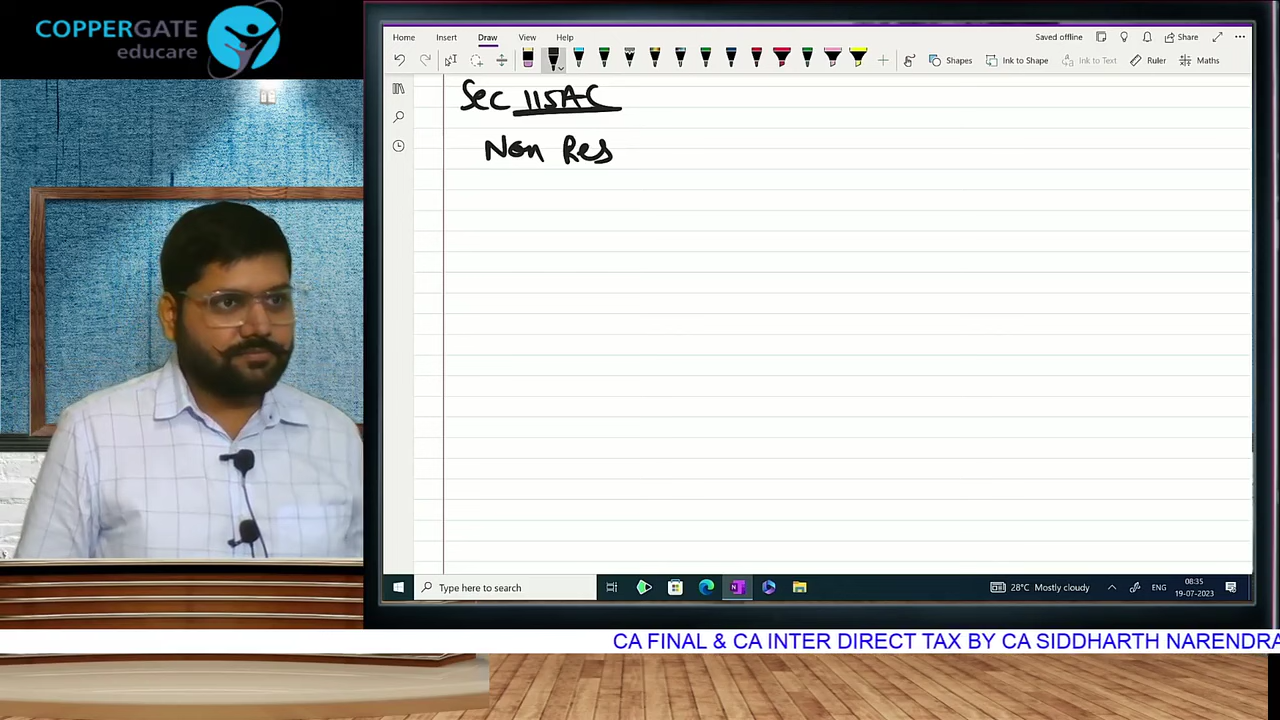 COPPERGATE
educare
Home Insert Draw View Help
Saved offline
Share
Shapes Ink to Shape Ink to Text Ruler Maths
Sec 115AC
Non Res
Type here to search
28°C Mostly cloudy
ENG
08:35
19-07-2023
CA FINAL & CA INTER DIRECT TAX BY CA SIDDHARTH NARENDRA